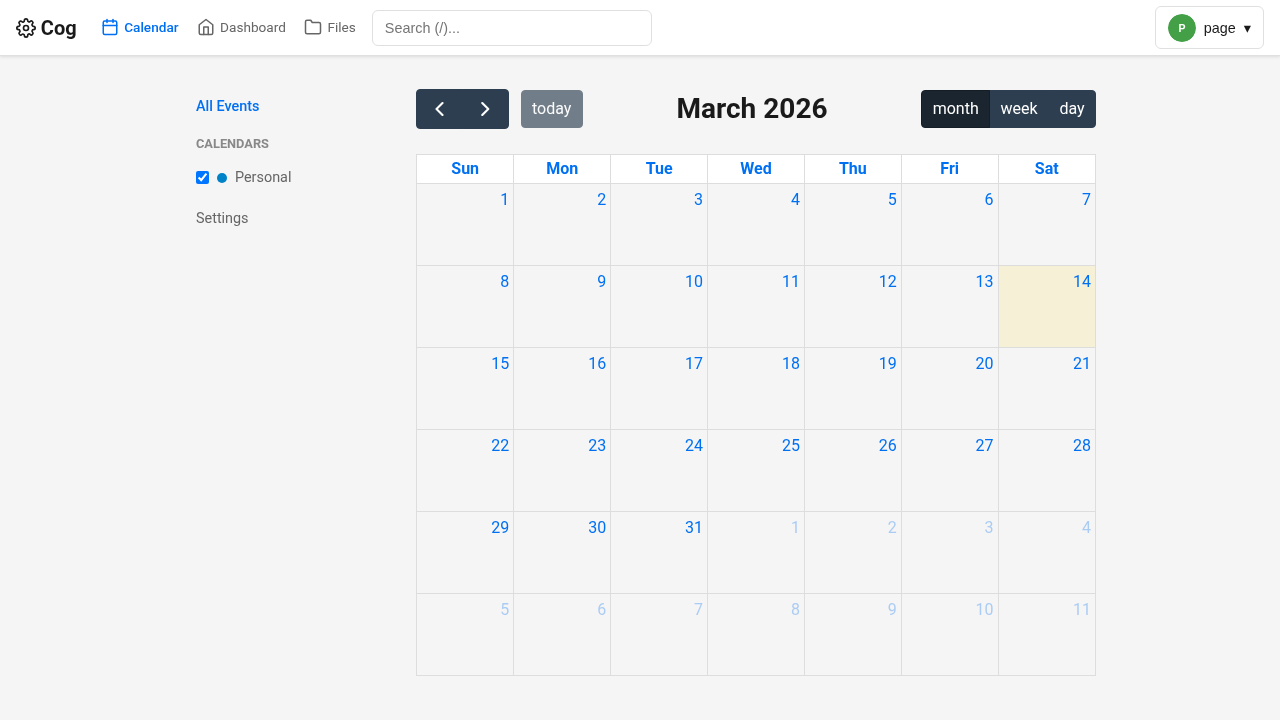 Cog Calendar Dashboard Files Search (/)... P page ▾
All Events
CALENDARS
Personal
Settings
today March 2026 month week day
Sun Mon Tue Wed Thu Fri Sat
1 2 3 4 5 6 7
8 9 10 11 12 13 14
15 16 17 18 19 20 21
22 23 24 25 26 27 28
29 30 31 1 2 3 4
5 6 7 8 9 10 11